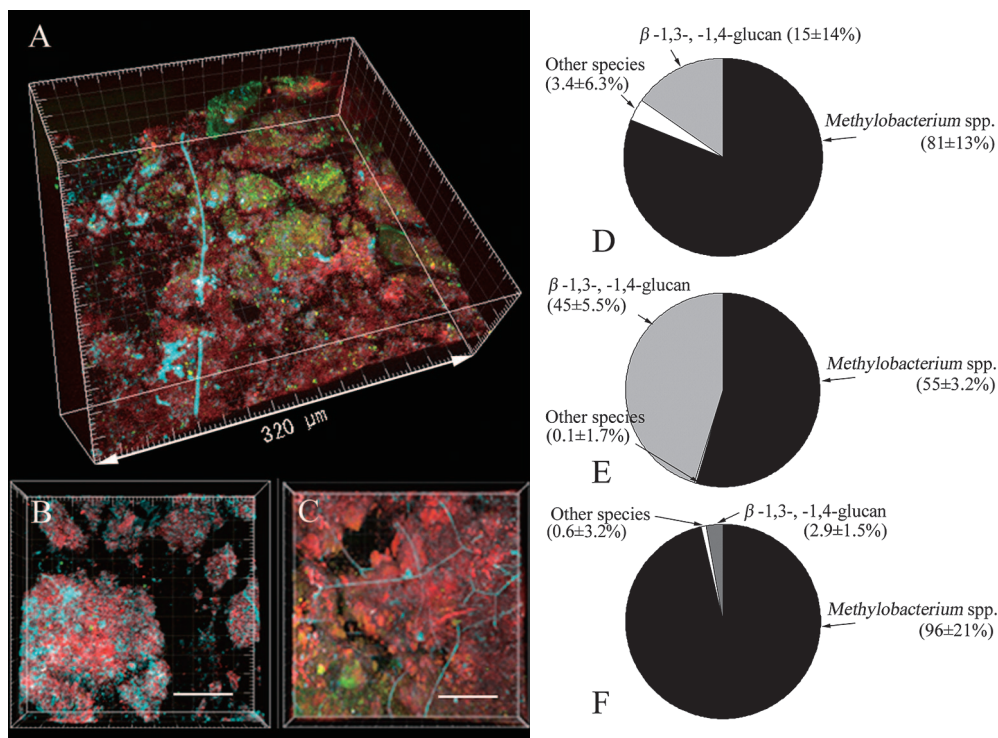 A
320 μm
B
C
β -1,3-, -1,4-glucan (15±14%)
Other species
(3.4±6.3%)
Methylobacterium spp.
(81±13%)
D
β -1,3-, -1,4-glucan
(45±5.5%)
Methylobacterium spp.
(55±3.2%)
Other species
(0.1±1.7%)
E
Other species
(0.6±3.2%)
β -1,3-, -1,4-glucan
(2.9±1.5%)
Methylobacterium spp.
(96±21%)
F